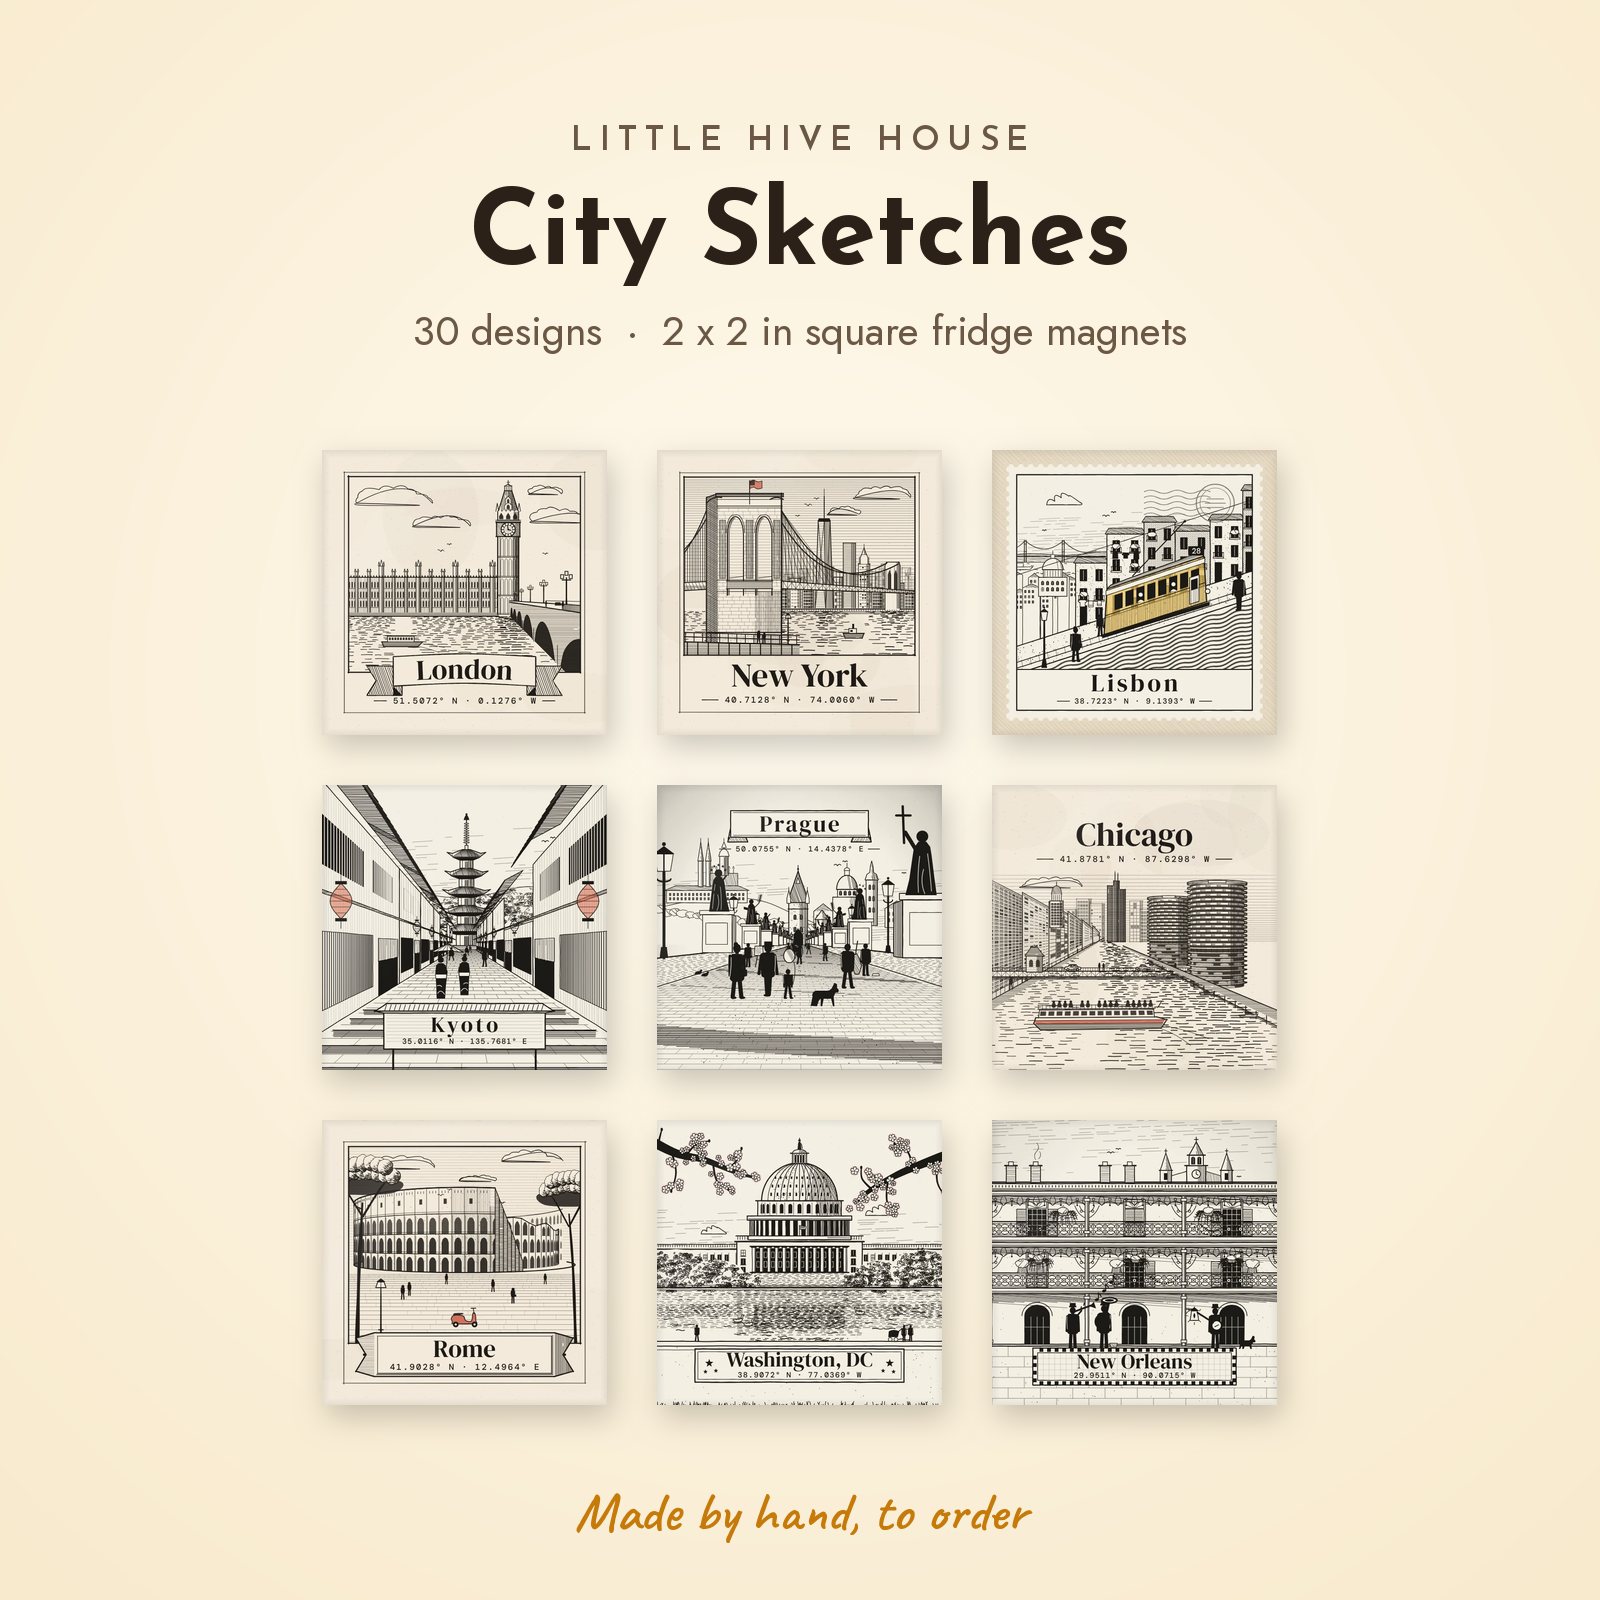 LITTLE HIVE HOUSE
City Sketches
30 designs · 2 x 2 in square fridge magnets
London
51.5072° N · 0.1276° W
New York
40.7128° N · 74.0060° W
28
Lisbon
38.7223° N · 9.1393° W
Kyoto
35.0116° N · 135.7681° E
Prague
50.0755° N · 14.4378° E
Chicago
41.8781° N · 87.6298° W
Rome
41.9028° N · 12.4964° E
Washington, DC
38.9072° N · 77.0369° W
New Orleans
29.9511° N · 90.0715° W
Made by hand, to order